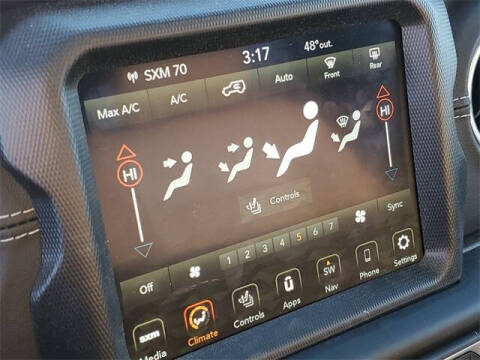 SXM 70 3:17 48° out.
Max A/C A/C Auto Front Rear
HI HI
Controls
Off 1 2 3 4 5 6 7 Sync
sxm Media Climate Controls Apps SW Nav Phone Settings